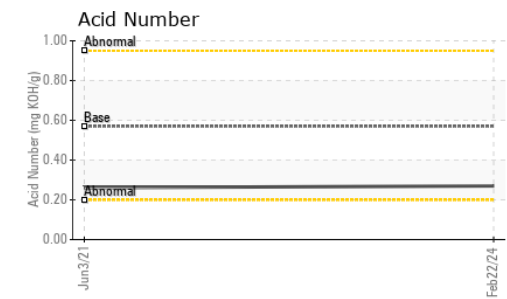 Acid Number
Acid Number (mg KOH/g)
1.00
Abnormal
0.80
0.60
Base
0.40
0.20
Abnormal
0.00
Jun3/21
Feb22/24